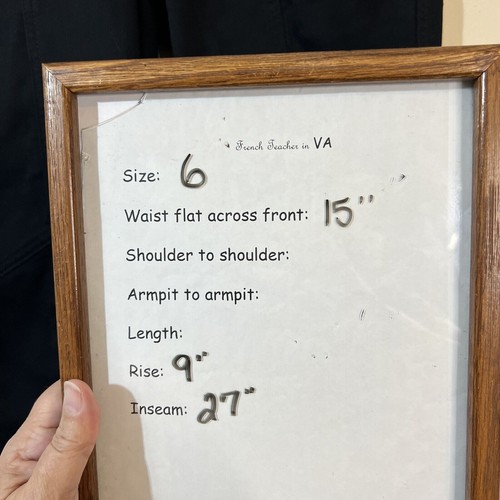 French Teacher in VA
Size: 6
Waist flat across front: 15"
Shoulder to shoulder:
Armpit to armpit:
Length:
Rise: 9"
Inseam: 27"